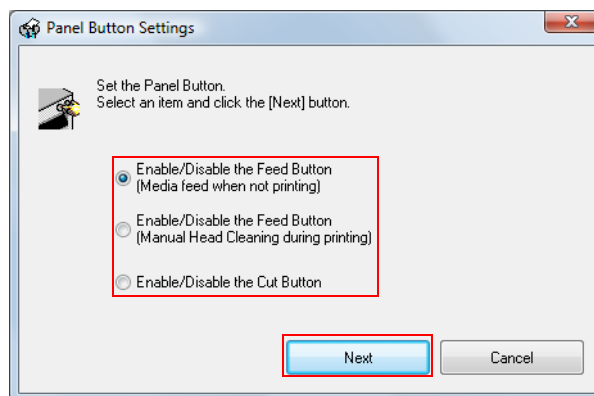 Panel Button Settings
Set the Panel Button.
Select an item and click the [Next] button.
Enable/Disable the Feed Button
(Media feed when not printing)
Enable/Disable the Feed Button
(Manual Head Cleaning during printing)
Enable/Disable the Cut Button
Next
Cancel